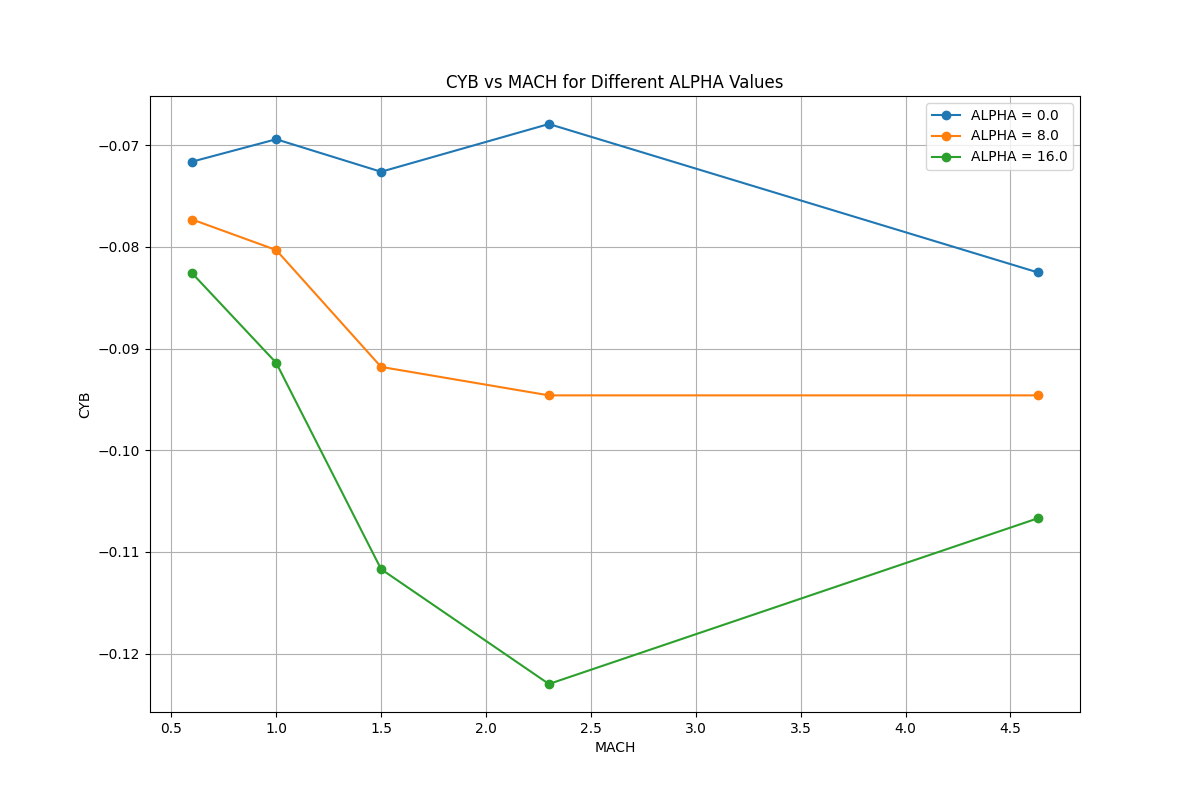 CYB vs MACH for Different ALPHA Values
ALPHA = 0.0
ALPHA = 8.0
ALPHA = 16.0
−0.07
−0.08
−0.09
−0.10
−0.11
−0.12
CYB
0.5 1.0 1.5 2.0 2.5 3.0 3.5 4.0 4.5
MACH